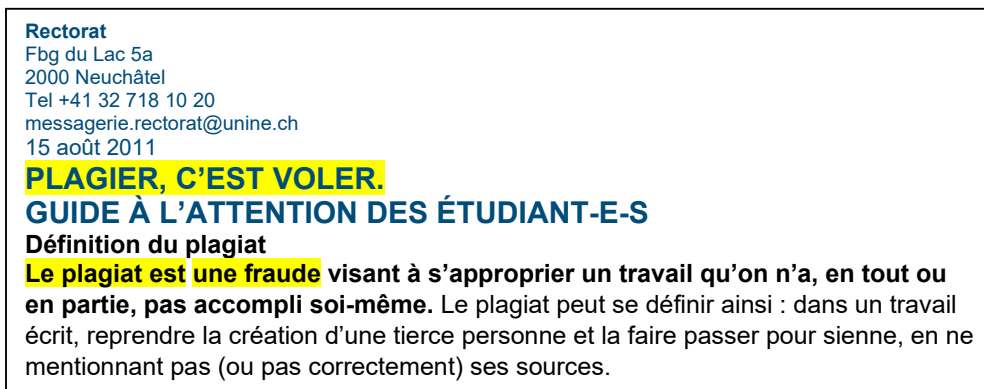 Rectorat
Fbg du Lac 5a
2000 Neuchâtel
Tel +41 32 718 10 20
messagerie.rectorat@unine.ch
15 août 2011
PLAGIER, C’EST VOLER.
GUIDE À L’ATTENTION DES ÉTUDIANT-E-S
Définition du plagiat
Le plagiat est une fraude visant à s’approprier un travail qu’on n’a, en tout ou
en partie, pas accompli soi-même. Le plagiat peut se définir ainsi : dans un travail
écrit, reprendre la création d’une tierce personne et la faire passer pour sienne, en ne
mentionnant pas (ou pas correctement) ses sources.